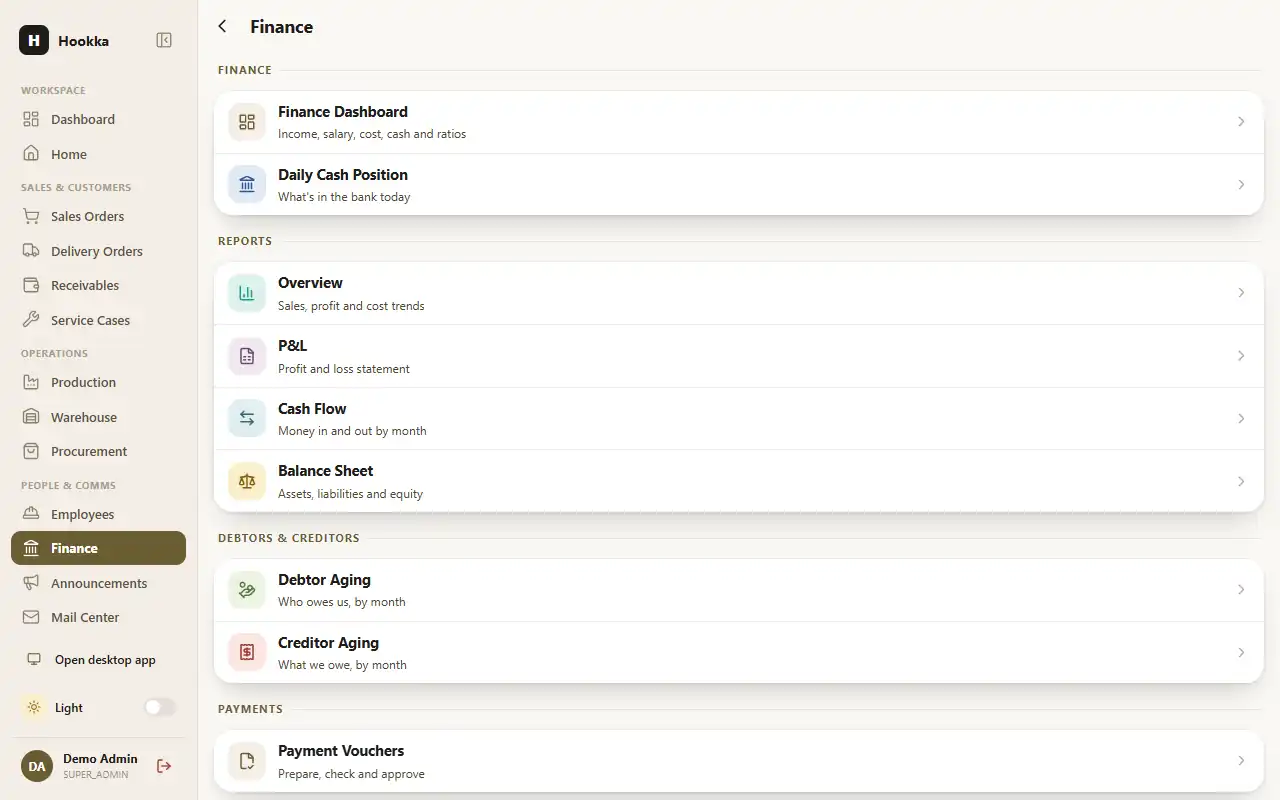 H Hookka
WORKSPACE
Dashboard
Home
SALES & CUSTOMERS
Sales Orders
Delivery Orders
Receivables
Service Cases
OPERATIONS
Production
Warehouse
Procurement
PEOPLE & COMMS
Employees
Finance
Announcements
Mail Center
Open desktop app
Light
DA
Demo Admin
SUPER_ADMIN
Finance
FINANCE
Finance Dashboard
Income, salary, cost, cash and ratios
Daily Cash Position
What's in the bank today
REPORTS
Overview
Sales, profit and cost trends
P&L
Profit and loss statement
Cash Flow
Money in and out by month
Balance Sheet
Assets, liabilities and equity
DEBTORS & CREDITORS
Debtor Aging
Who owes us, by month
Creditor Aging
What we owe, by month
PAYMENTS
Payment Vouchers
Prepare, check and approve